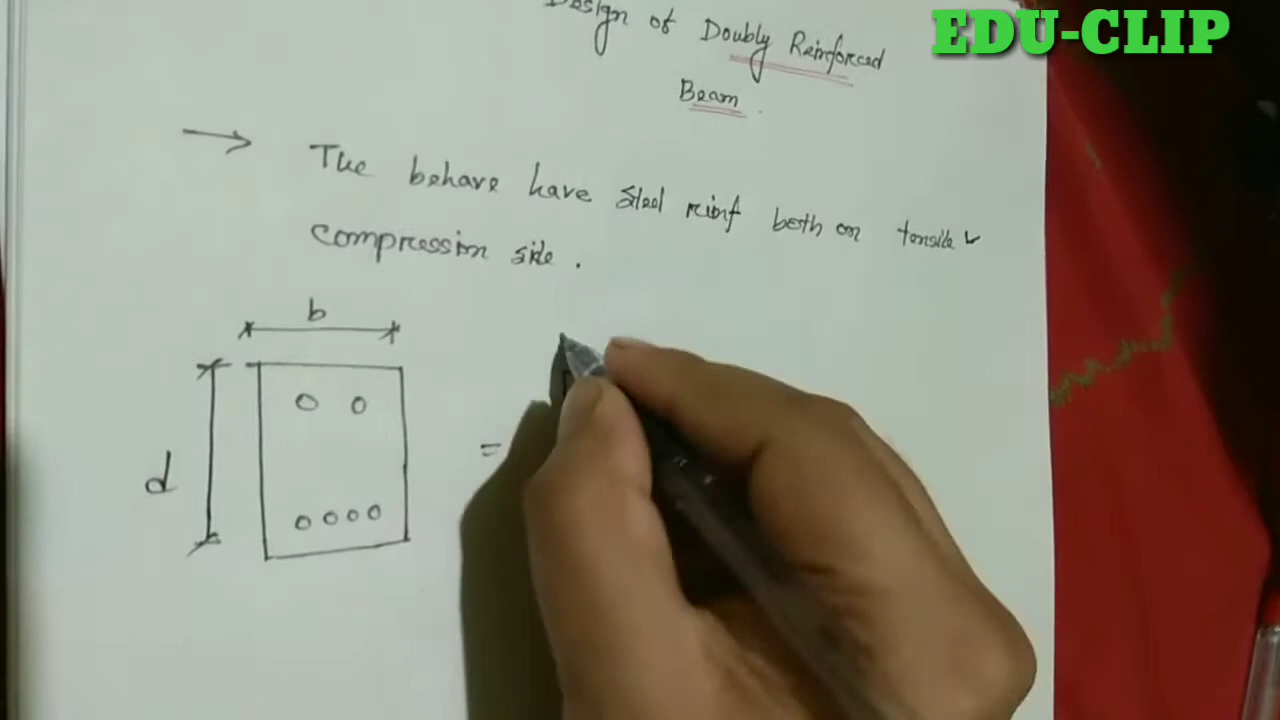 EDU-CLIP
Design of Doubly Reinforced
Beam.
The behave have steel reinf both on tensile &
compression side.
b
d
=